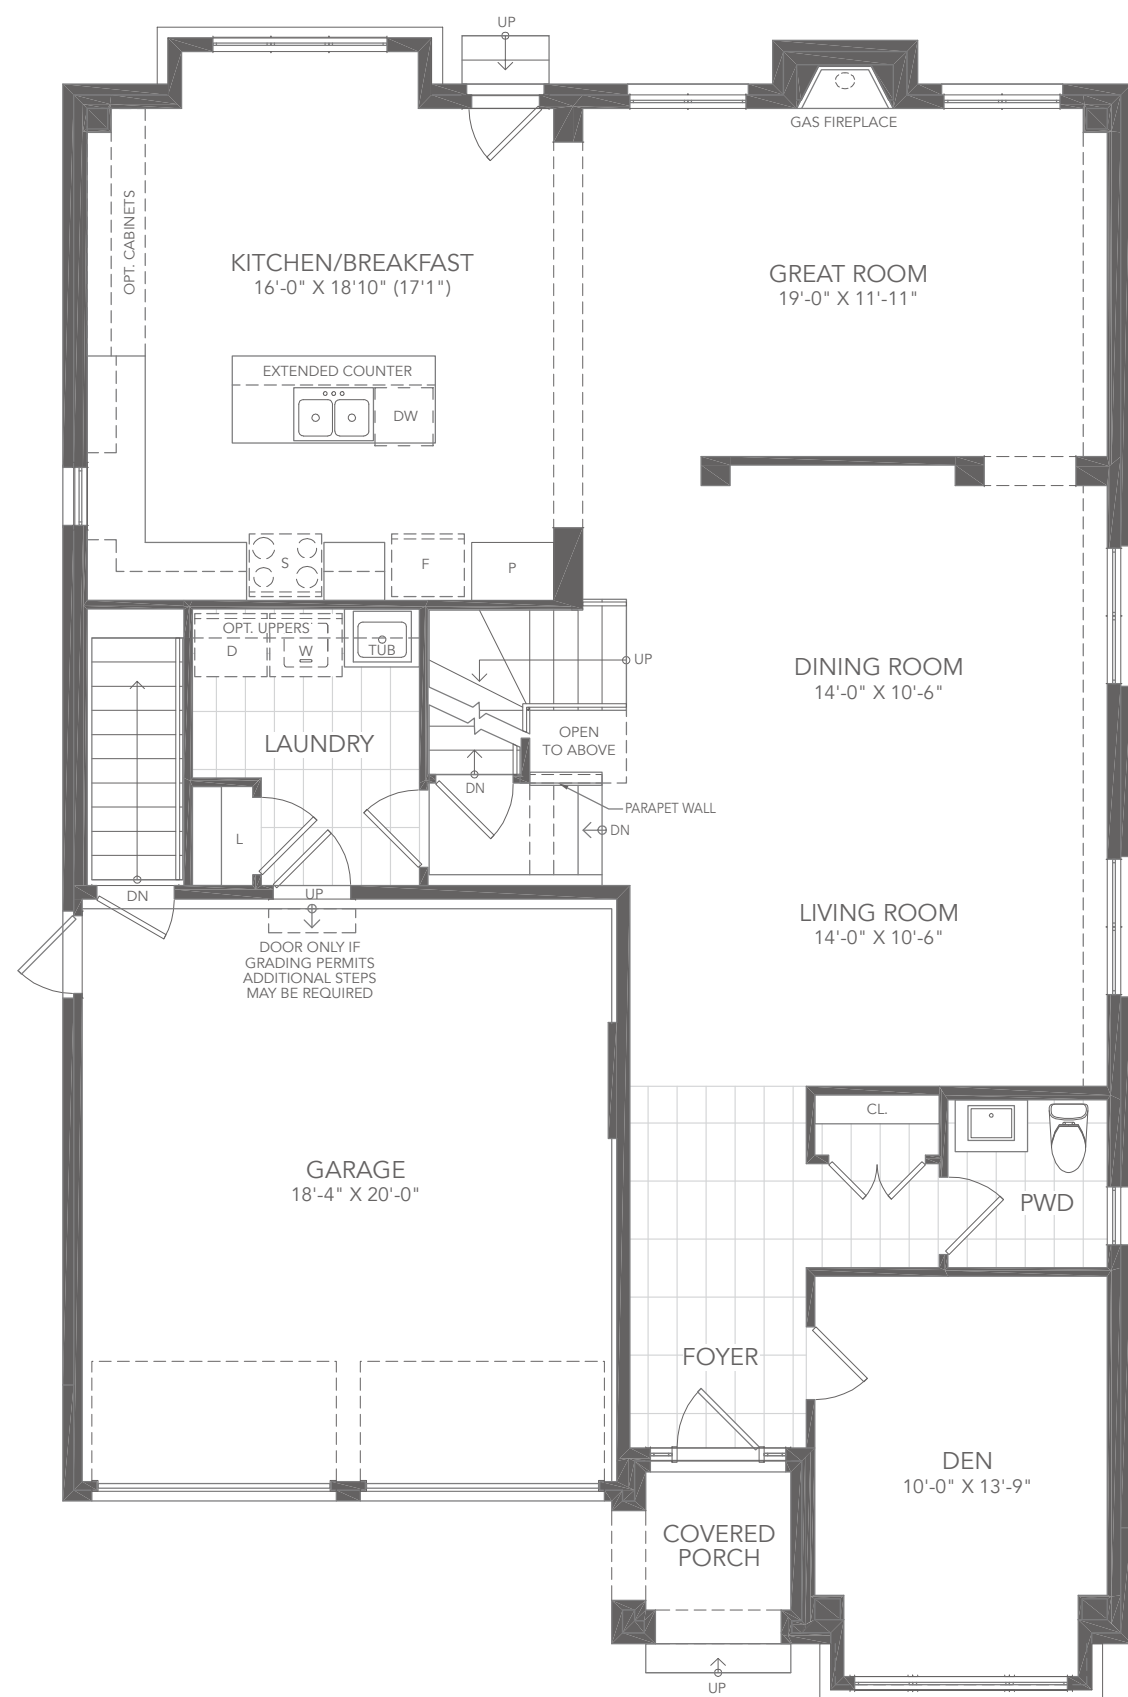 UP
GAS FIREPLACE
OPT. CABINETS
KITCHEN/BREAKFAST
16'-0" X 18'10" (17'1")
GREAT ROOM
19'-0" X 11'-11"
EXTENDED COUNTER
DW
S
F
P
OPT. UPPERS
D
W
TUB
UP
DINING ROOM
14'-0" X 10'-6"
LAUNDRY
OPEN
TO ABOVE
DN
PARAPET WALL
DN
L
DN
UP
LIVING ROOM
14'-0" X 10'-6"
DOOR ONLY IF
GRADING PERMITS
ADDITIONAL STEPS
MAY BE REQUIRED
CL.
GARAGE
18'-4" X 20'-0"
PWD
FOYER
DEN
10'-0" X 13'-9"
COVERED
PORCH
UP